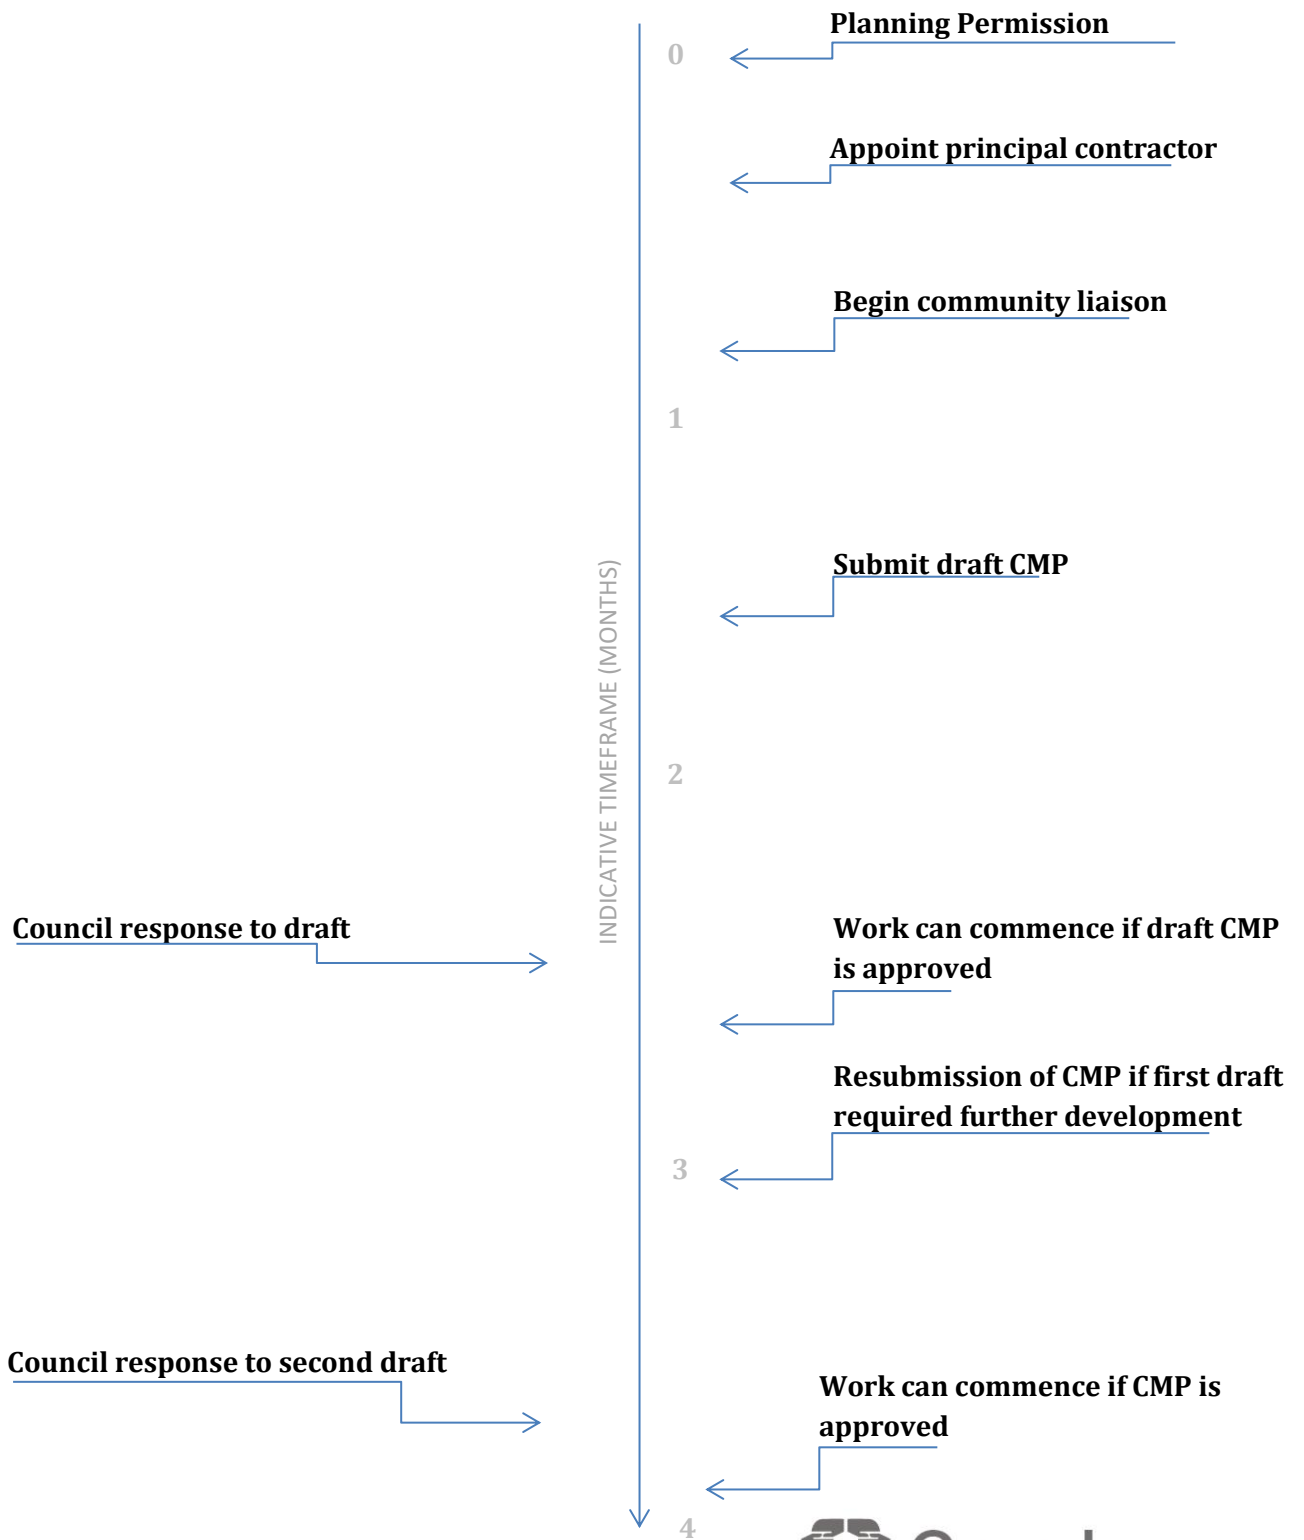 Planning Permission
0
Appoint principal contractor
Begin community liaison
1
Submit draft CMP
INDICATIVE TIMEFRAME (MONTHS)
2
Council response to draft
Work can commence if draft CMP
is approved
Resubmission of CMP if first draft
required further development
3
Council response to second draft
Work can commence if CMP is
approved
4